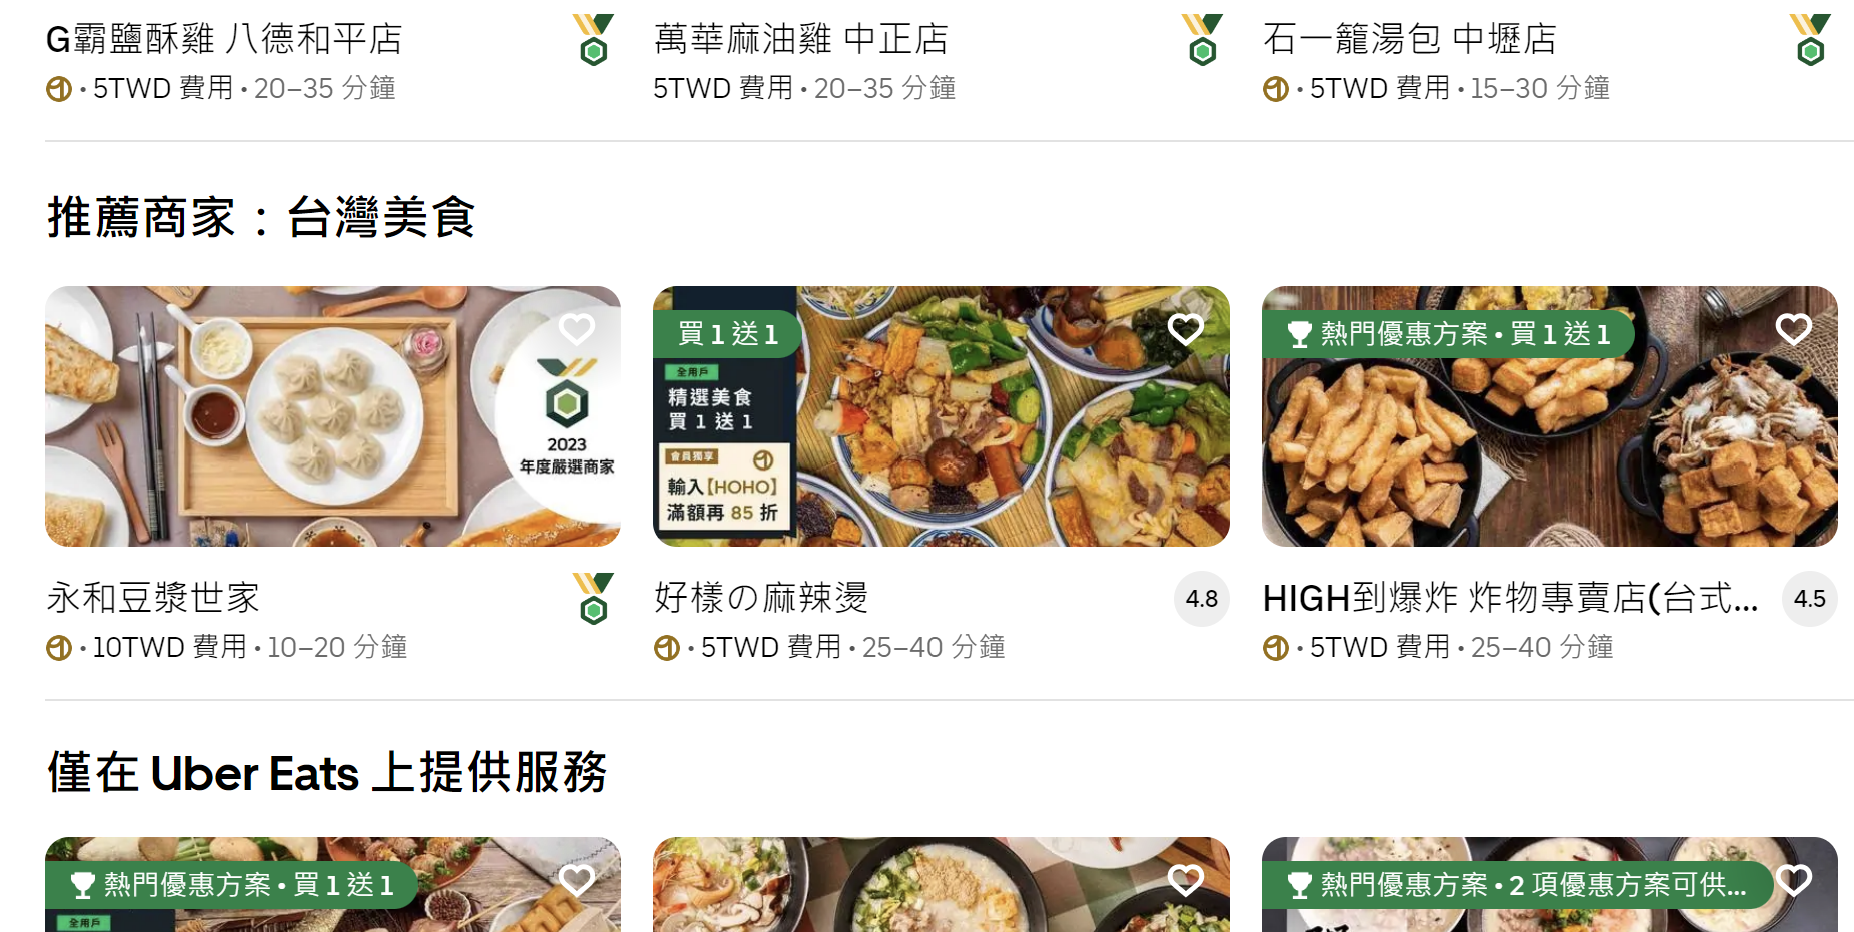 G霸鹽酥雞 八德和平店
萬華麻油雞 中正店
石一籠湯包 中壢店
• 5TWD 費用 • 20–35 分鐘
5TWD 費用 • 20–35 分鐘
• 5TWD 費用 • 15–30 分鐘
推薦商家：台灣美食
2023
年度嚴選商家
買 1 送 1
全用戶
精選美食
買 1 送 1
會員獨享
輸入【HOHO】
滿額再 85 折
熱門優惠方案 • 買 1 送 1
永和豆漿世家
好樣の麻辣燙
4.8
HIGH到爆炸 炸物專賣店(台式...
4.5
• 10TWD 費用 • 10–20 分鐘
• 5TWD 費用 • 25–40 分鐘
• 5TWD 費用 • 25–40 分鐘
僅在 Uber Eats 上提供服務
熱門優惠方案 • 買 1 送 1
全用戶
熱門優惠方案 • 2 項優惠方案可供...